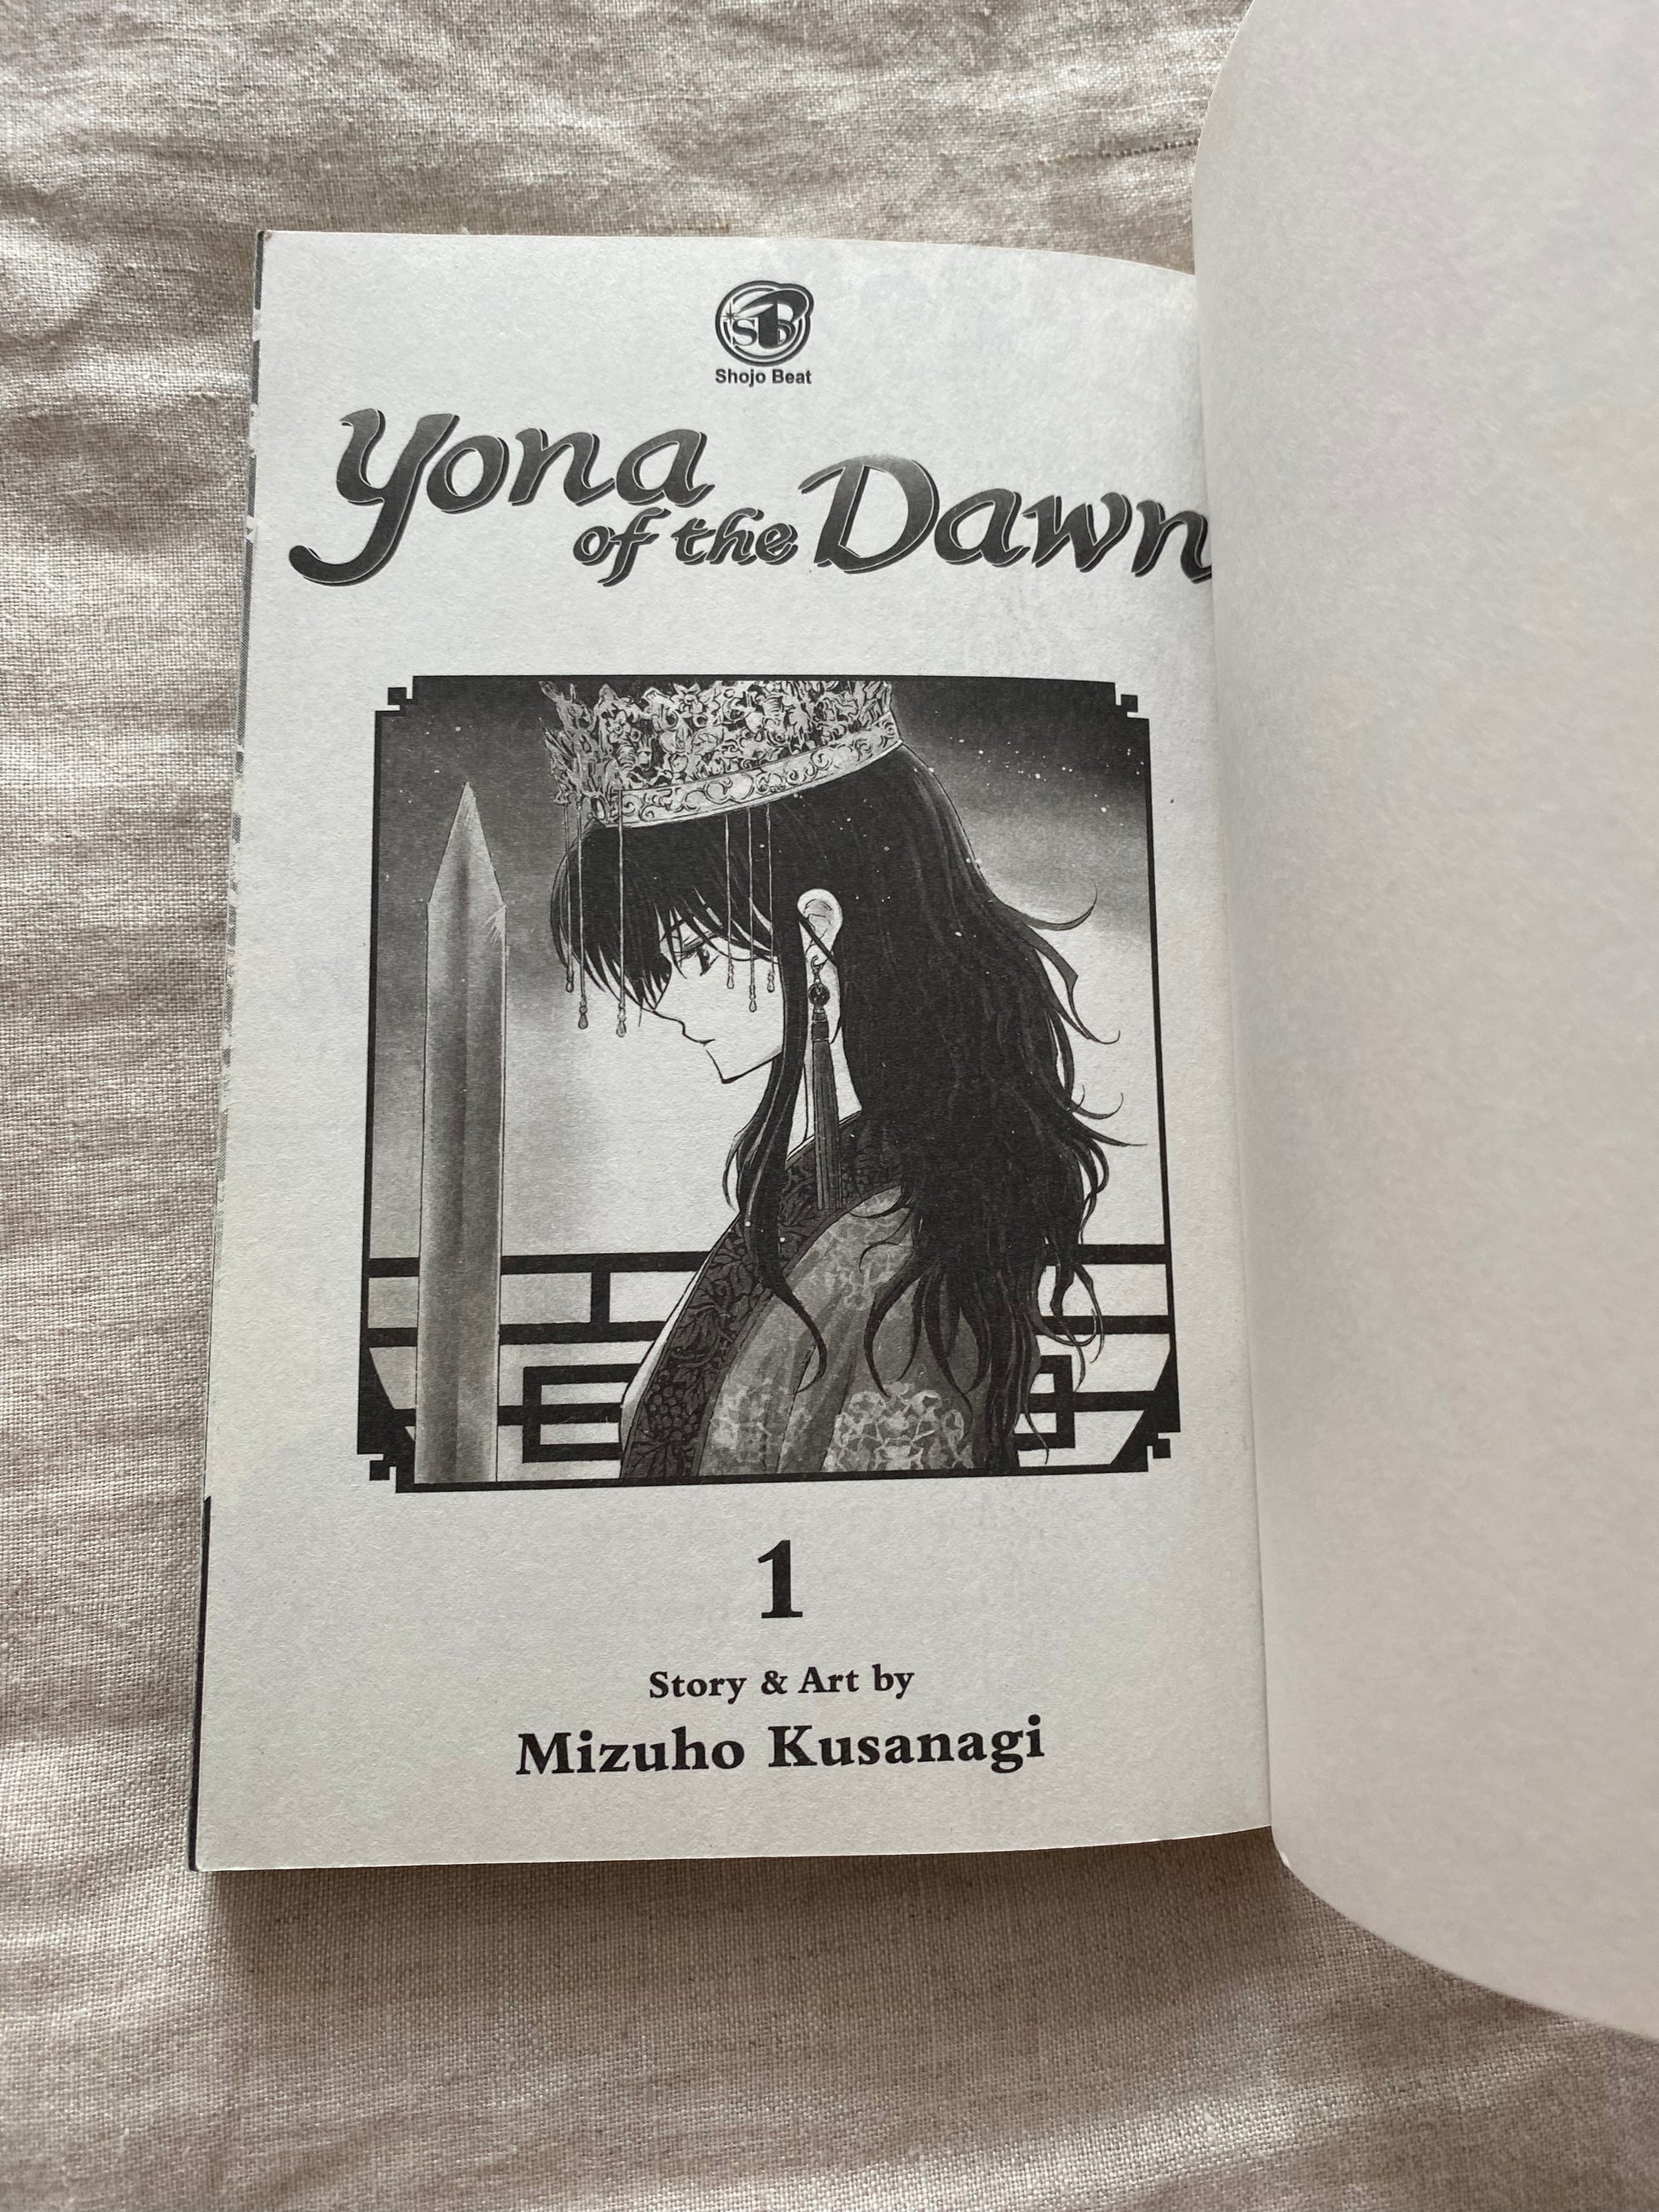 SB
Shojo Beat
Yona
of the Dawn
1
Story & Art by
Mizuho Kusanagi